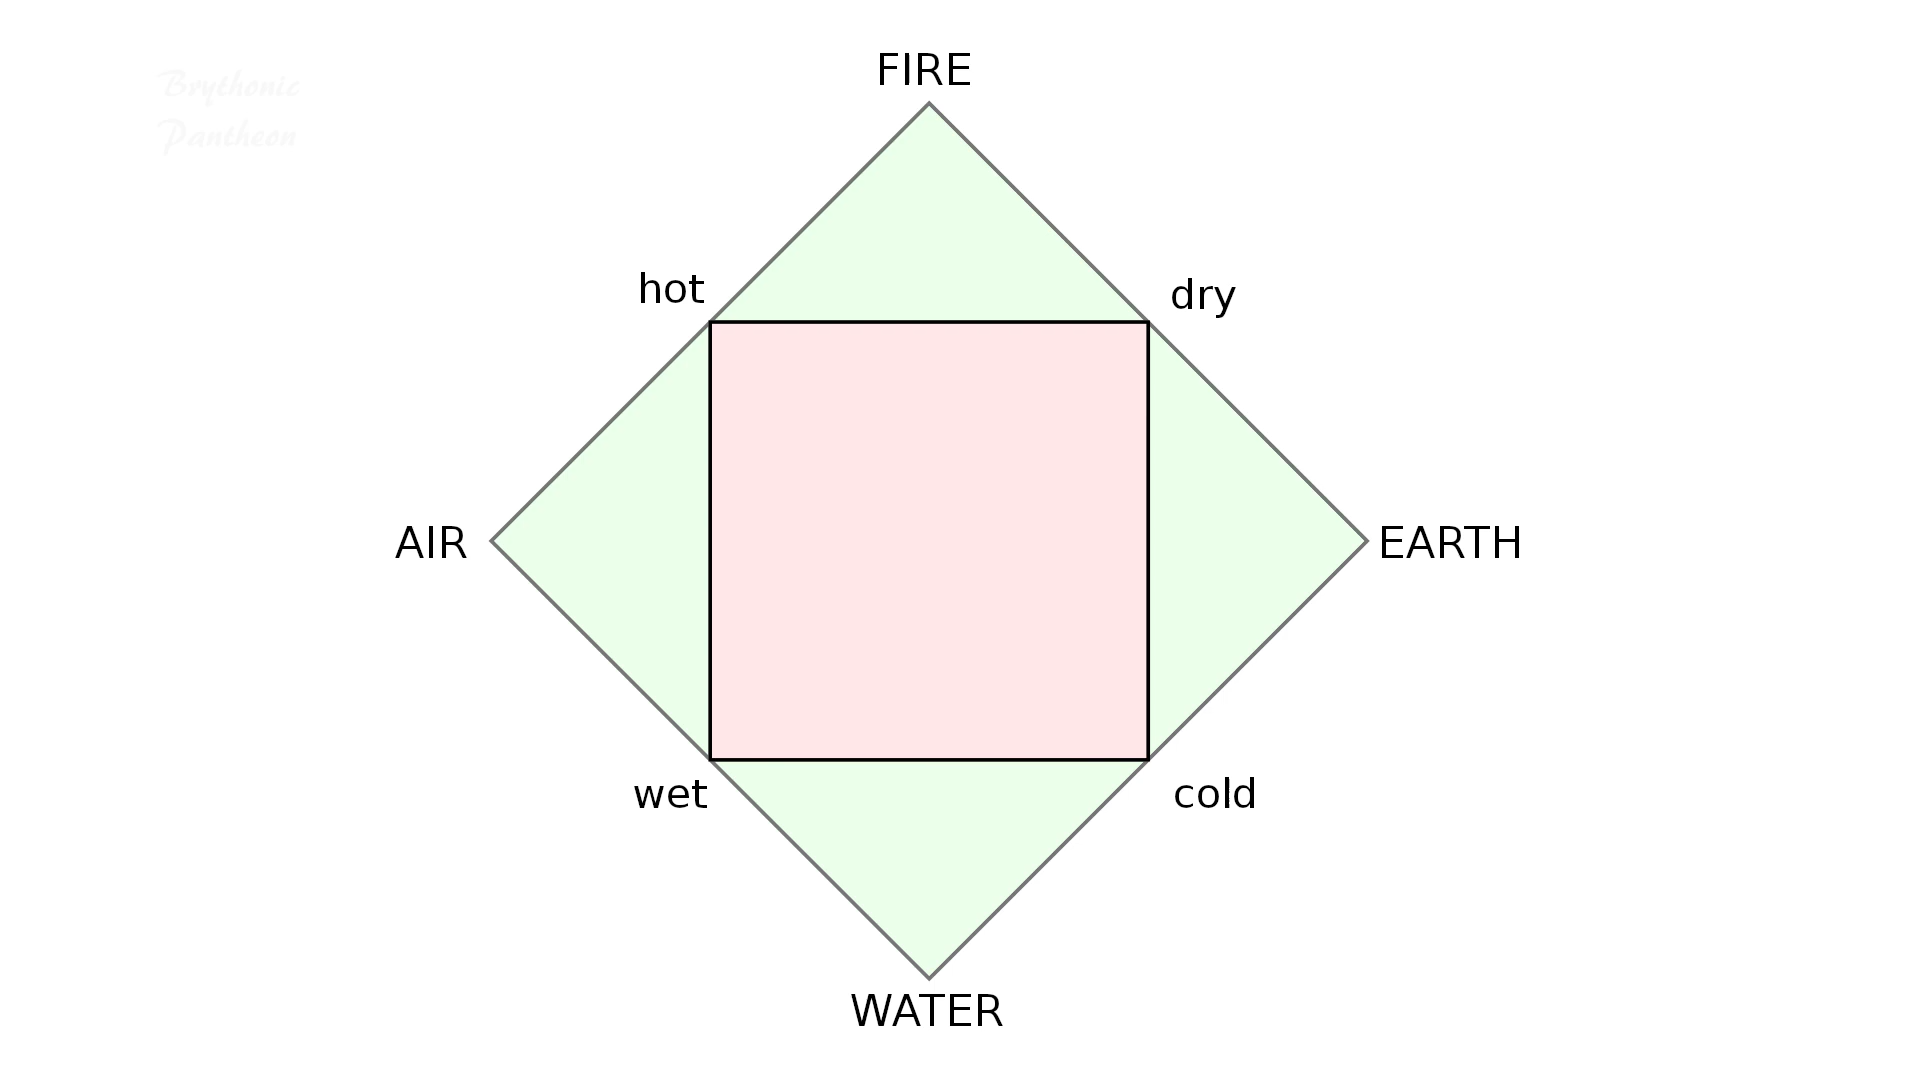 Brythonic
Pantheon
FIRE
hot
dry
AIR
EARTH
wet
cold
WATER